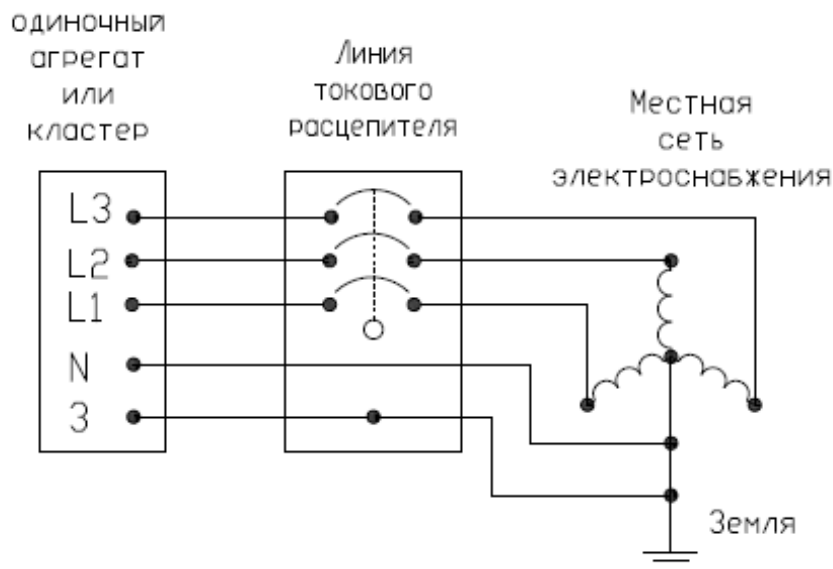 одиночный
агрегат
или
кластер
Линия
токового
расцепителя
Местная
сеть
электроснабжения
L3
L2
L1
N
З
Земля